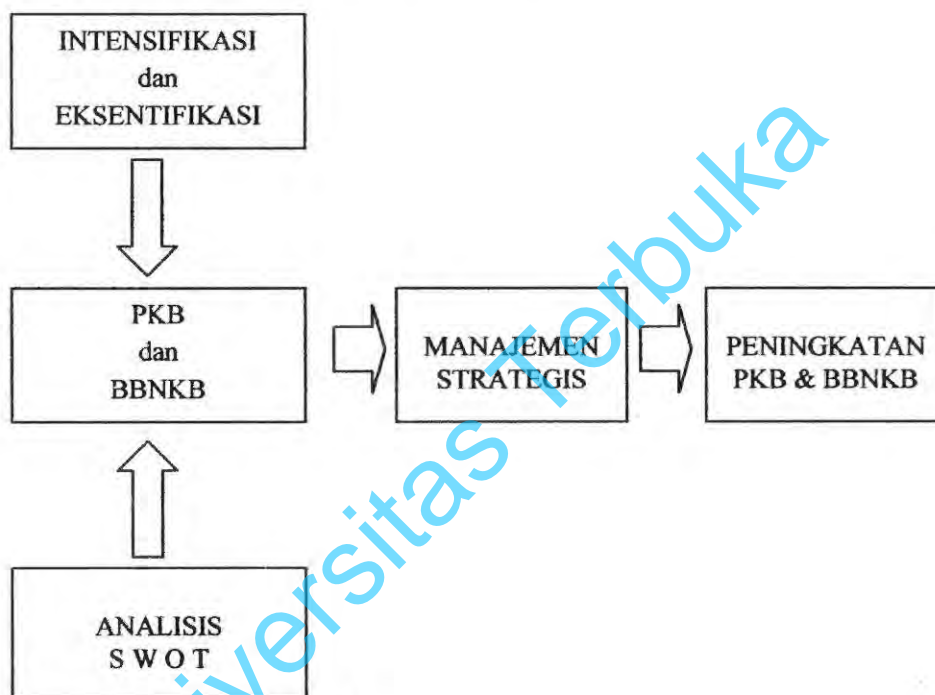 INTENSIFIKASI
dan
EKSENTIFIKASI
PKB
dan
BBNKB
MANAJEMEN
STRATEGIS
PENINGKATAN
PKB & BBNKB
ANALISIS
S W O T
Universitas Terbuka